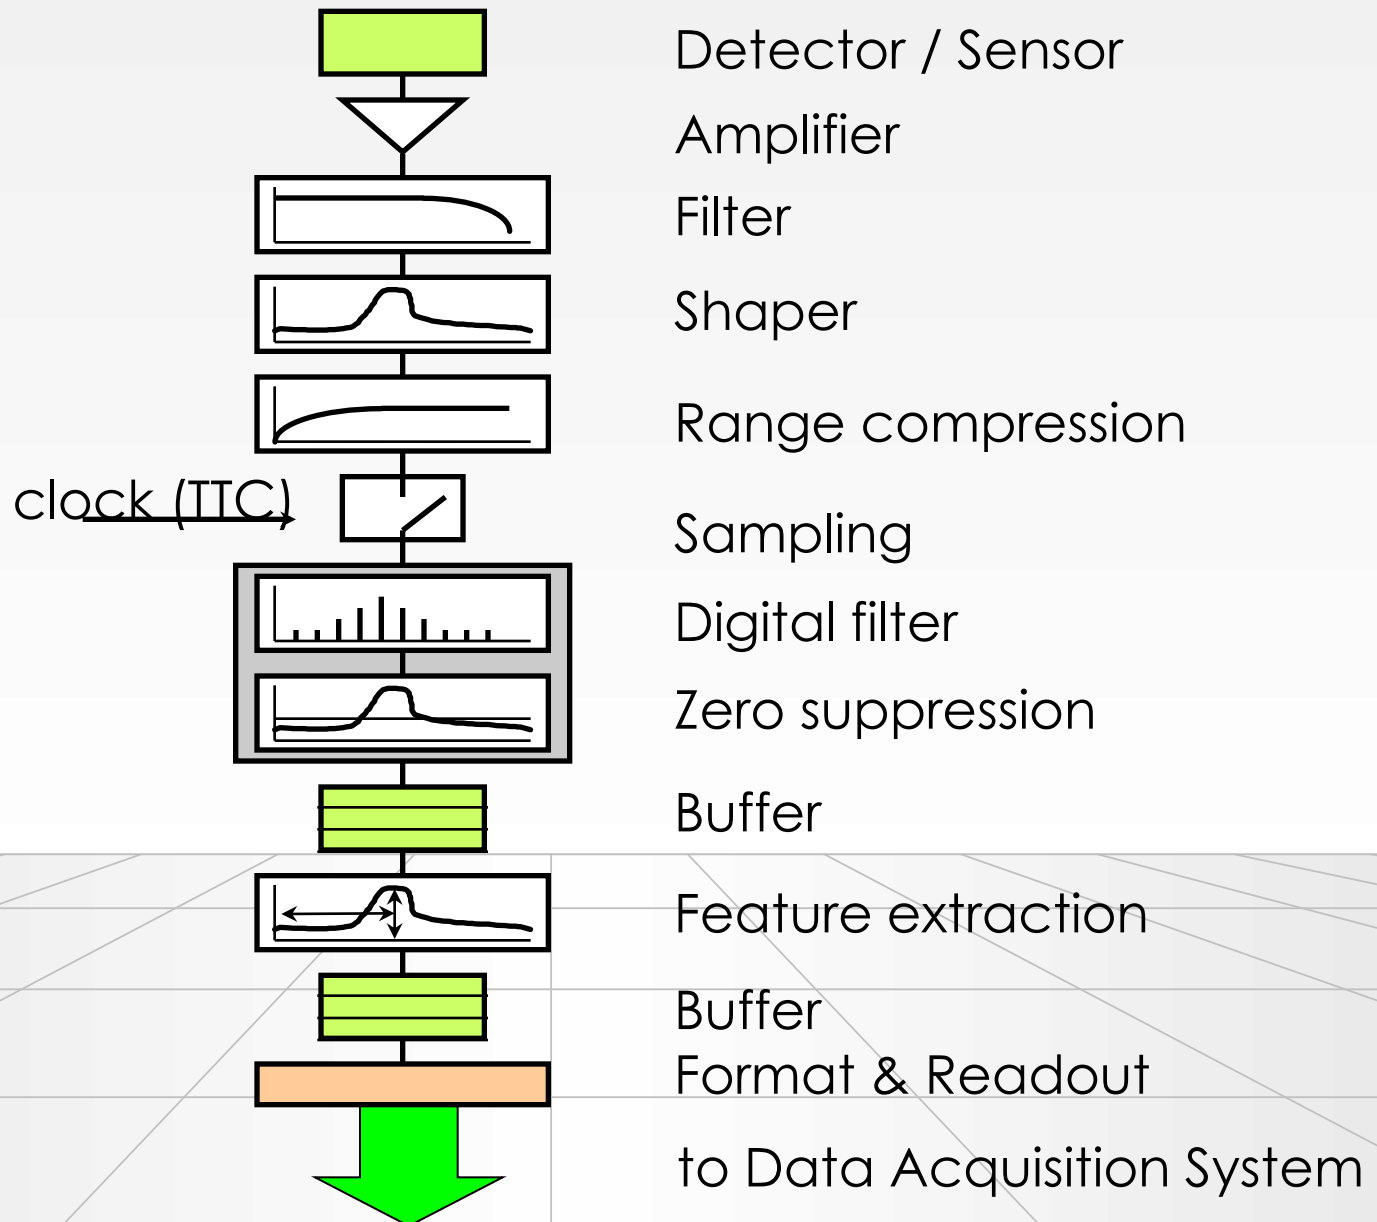 Detector / Sensor
Amplifier
Filter
Shaper
Range compression
clock (TTC)
Sampling
Digital filter
Zero suppression
Buffer
Feature extraction
Buffer
Format & Readout
to Data Acquisition System